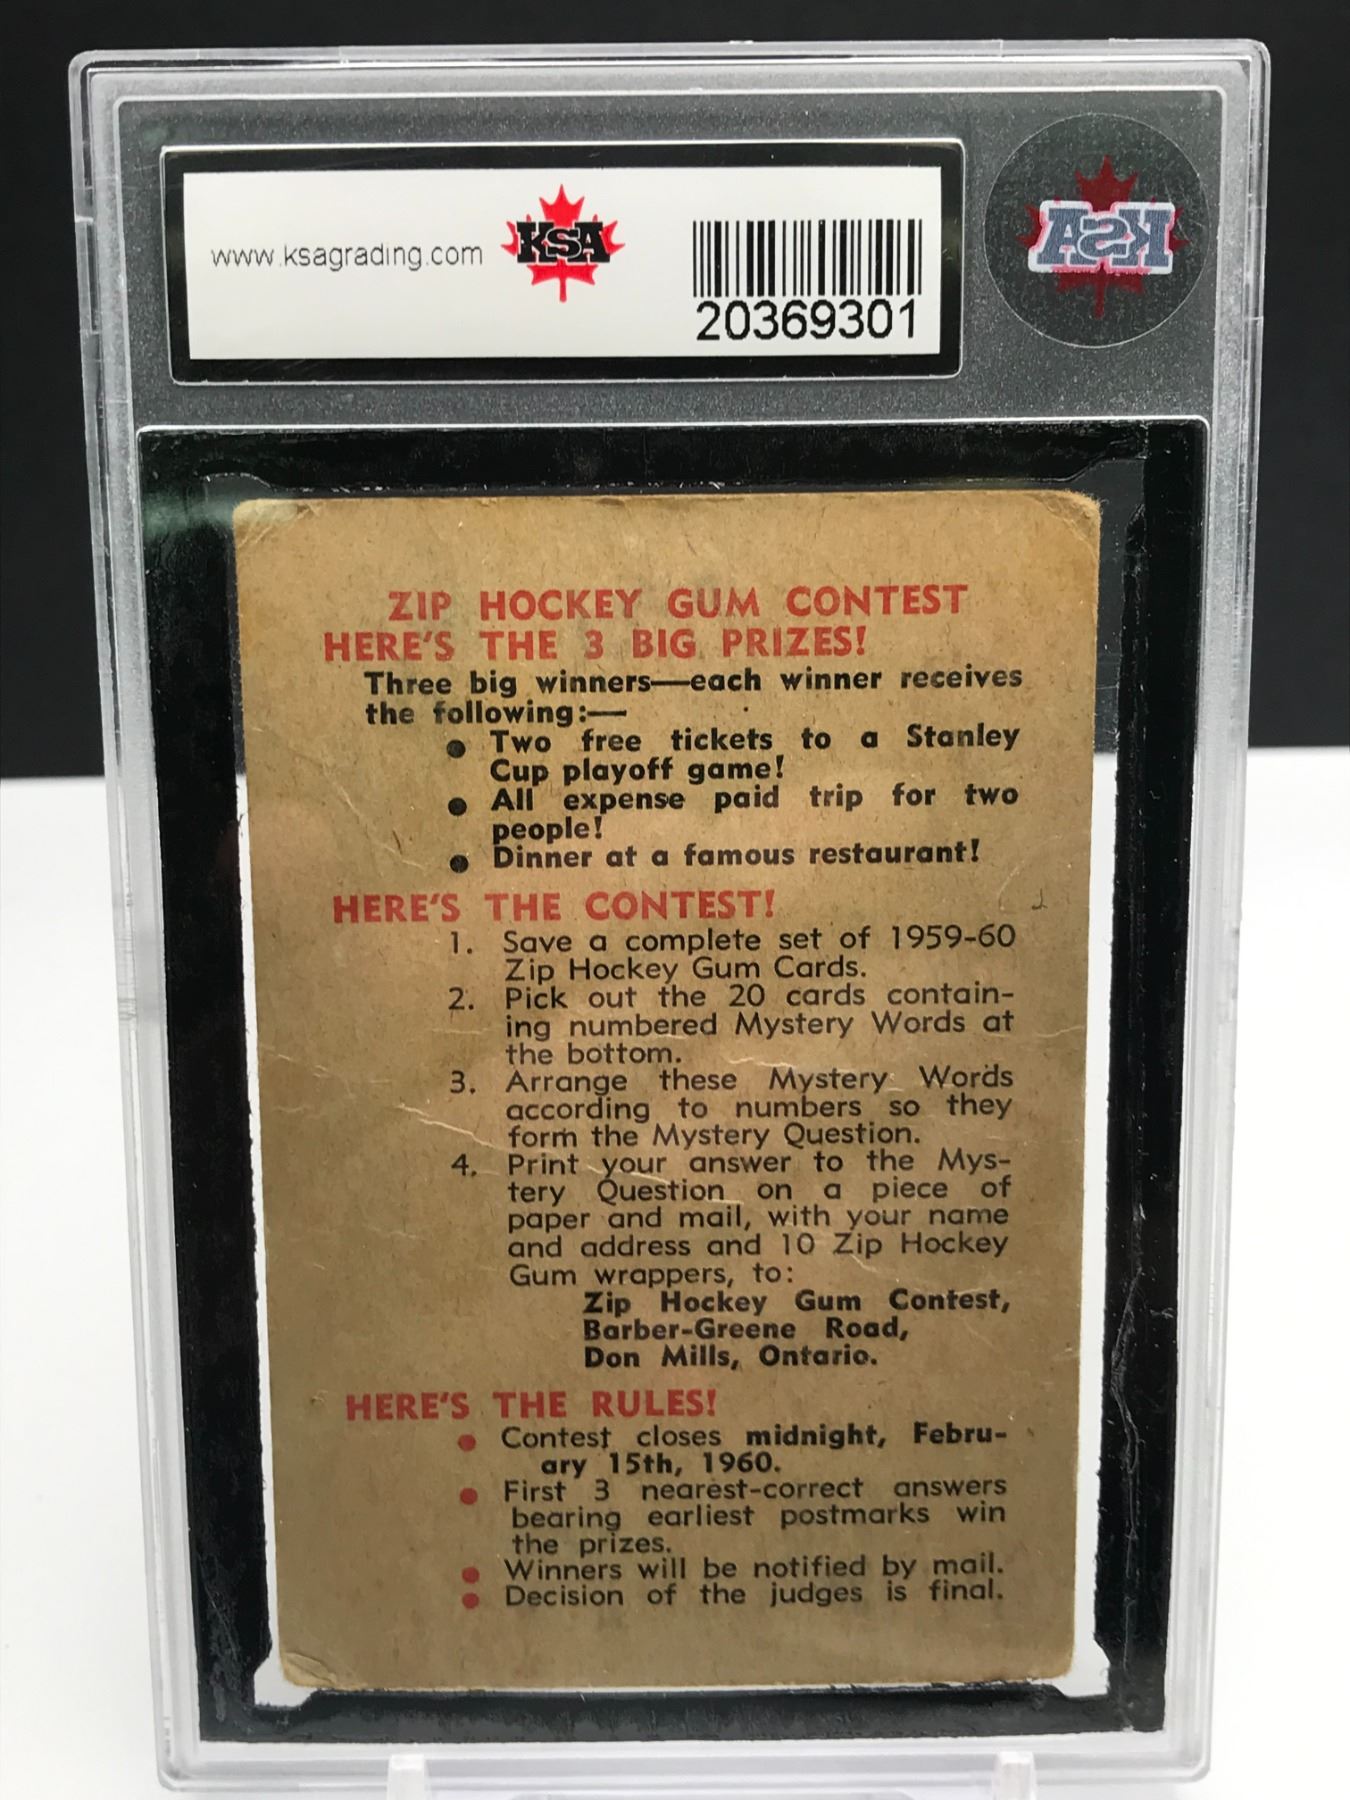 www.ksagrading.com
KSA
20369301
KSA
ZIP HOCKEY GUM CONTEST
HERE'S THE 3 BIG PRIZES!
Three big winners—each winner receives
the following:—
● Two free tickets to a Stanley
Cup playoff game!
● All expense paid trip for two
people!
● Dinner at a famous restaurant!
HERE'S THE CONTEST!
1. Save a complete set of 1959-60
Zip Hockey Gum Cards.
2. Pick out the 20 cards contain-
ing numbered Mystery Words at
the bottom.
3. Arrange these Mystery Words
according to numbers so they
form the Mystery Question.
4. Print your answer to the Mys-
tery Question on a piece of
paper and mail, with your name
and address and 10 Zip Hockey
Gum wrappers, to:
Zip Hockey Gum Contest,
Barber-Greene Road,
Don Mills, Ontario.
HERE'S THE RULES!
● Contest closes midnight, Febru-
ary 15th, 1960.
● First 3 nearest-correct answers
bearing earliest postmarks win
the prizes.
● Winners will be notified by mail.
● Decision of the judges is final.